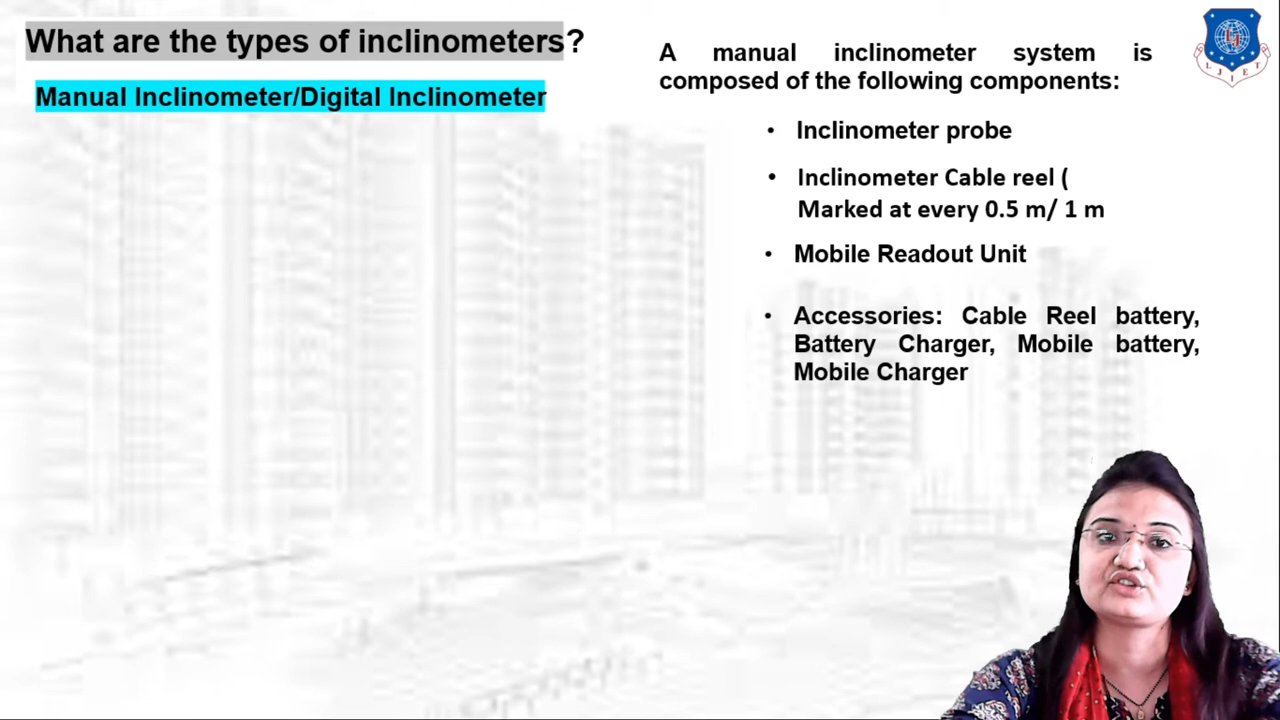 What are the types of inclinometers?
Manual Inclinometer/Digital Inclinometer
A manual inclinometer system is
composed of the following components:
• Inclinometer probe
• Inclinometer Cable reel (
Marked at every 0.5 m/ 1 m
• Mobile Readout Unit
• Accessories: Cable Reel battery,
Battery Charger, Mobile battery,
Mobile Charger
LJIET